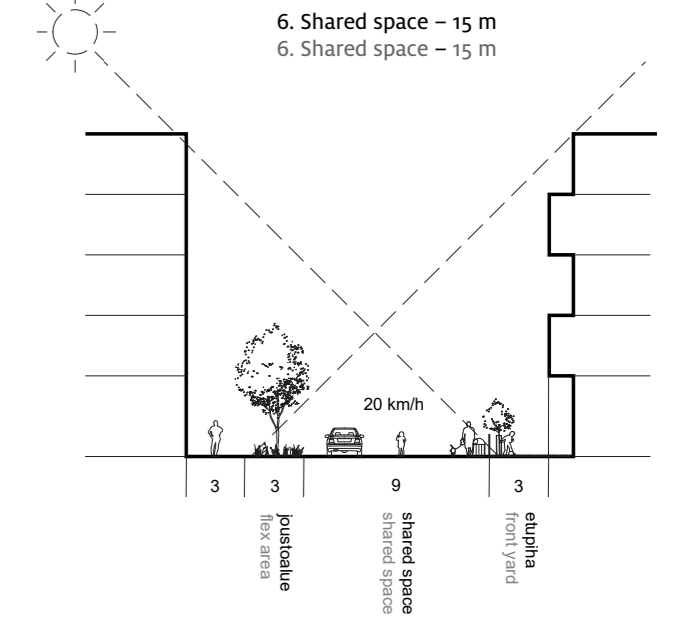 6. Shared space – 15 m
6. Shared space – 15 m
20 km/h
3
3
9
3
joustoalue
flex area
shared space
shared space
etupiha
front yard